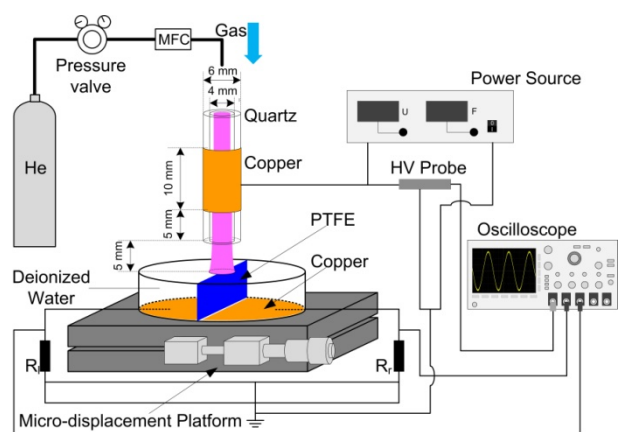 Gas
MFC
Pressure
valve
6 mm
4 mm
Quartz
Power Source
U
F
He
10 mm
Copper
HV Probe
5 mm
PTFE
Oscilloscope
5 mm
Copper
Deionized
Water
Rl
Rr
Micro-displacement Platform